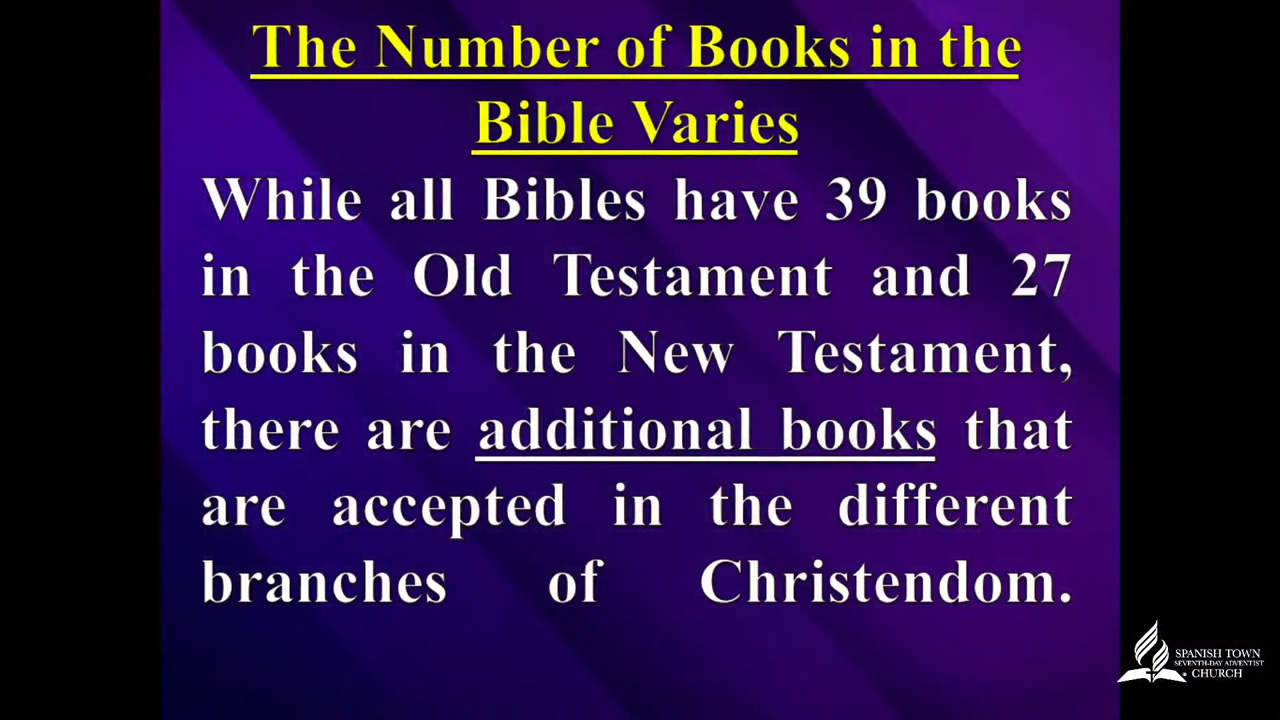 The Number of Books in the
Bible Varies
While all Bibles have 39 books
in the Old Testament and 27
books in the New Testament,
there are additional books that
are accepted in the different
branches of Christendom.
SPANISH TOWN
SEVENTH-DAY ADVENTIST
CHURCH